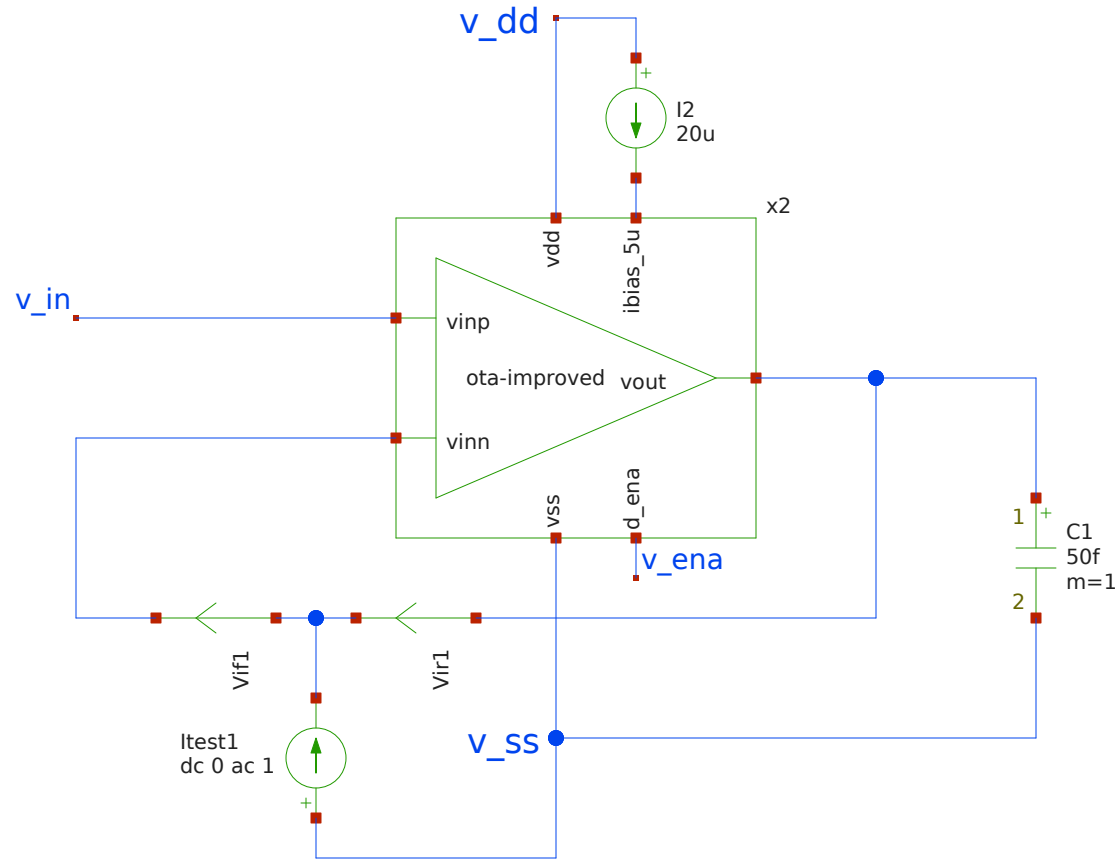 v_dd
+
I2
20u
x2
vdd
ibias_5u
v_in
vinp
ota-improved
vout
vinn
vss
d_ena
v_ena
1
+
C1
50f
m=1
2
Vif1
Vir1
Itest1
dc 0 ac 1
+
v_ss